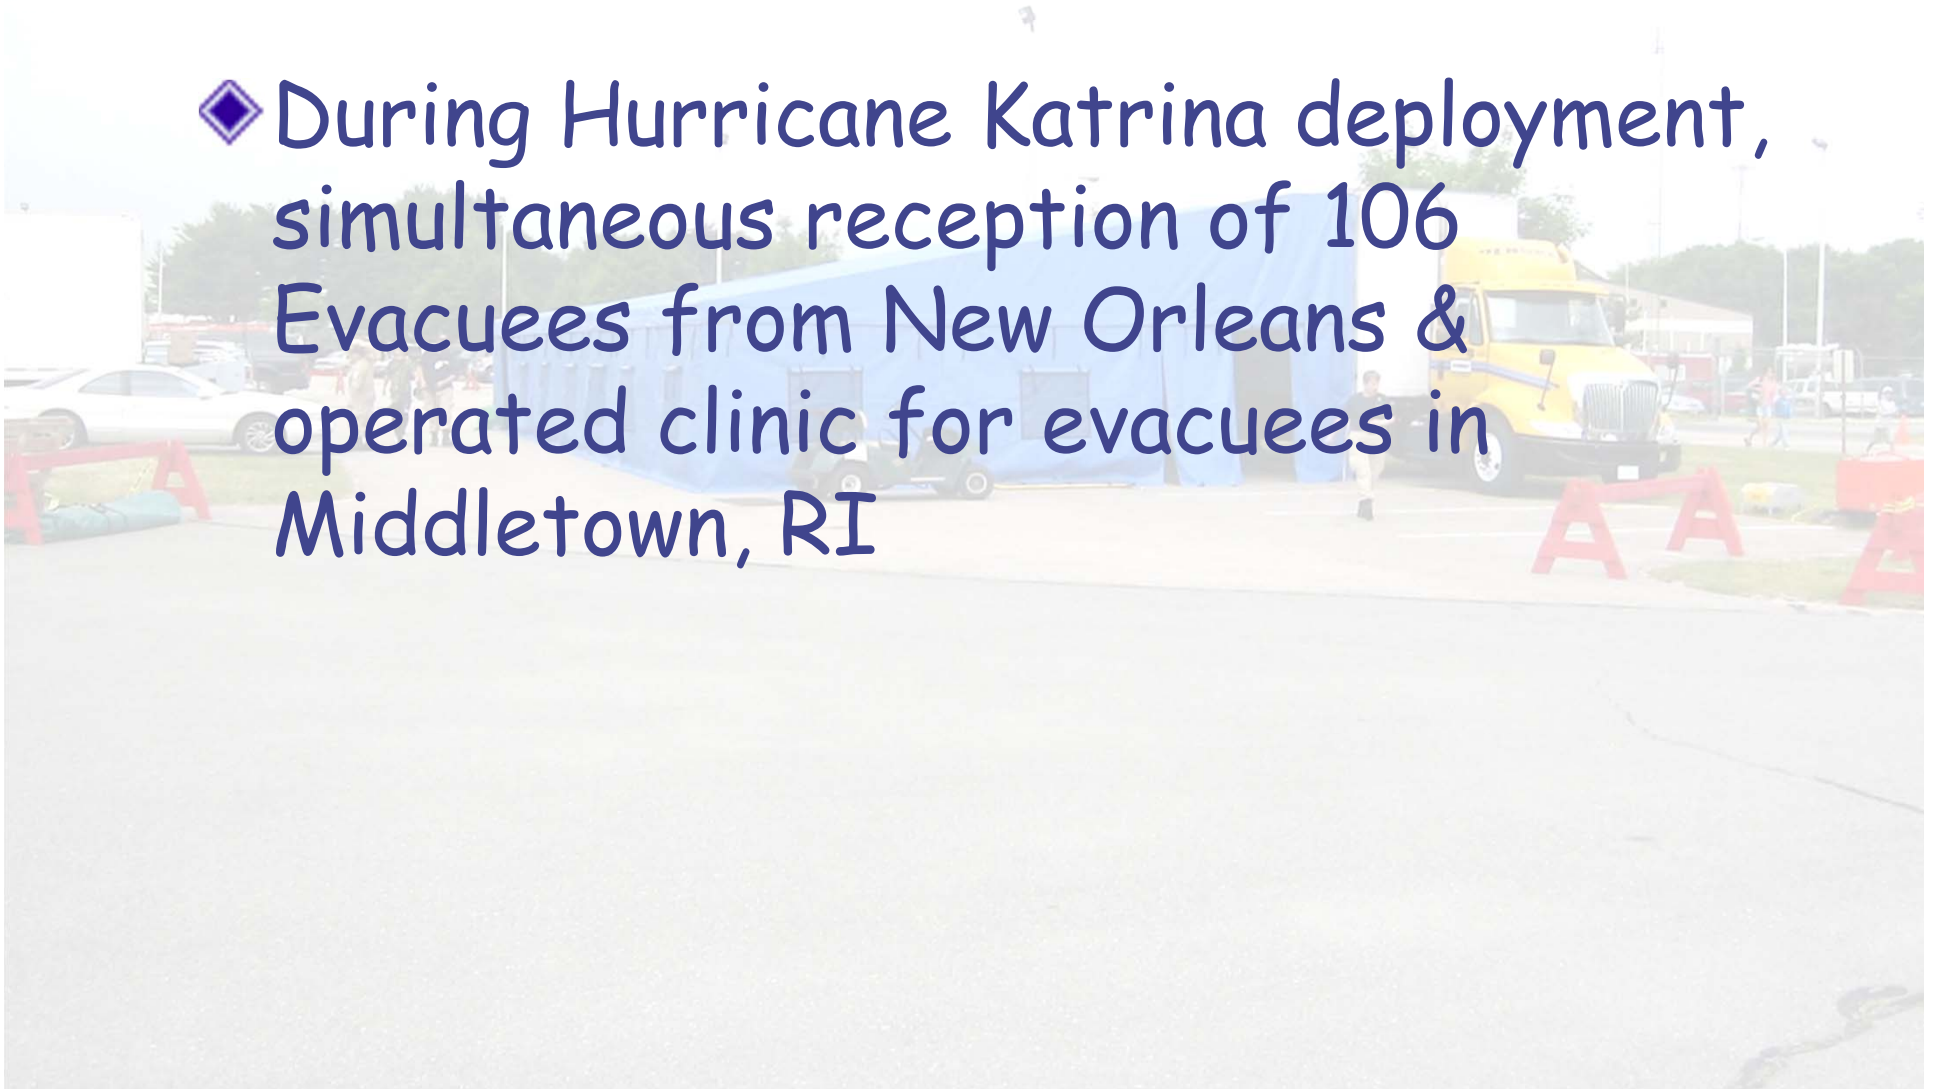 During Hurricane Katrina deployment,
simultaneous reception of 106
Evacuees from New Orleans &
operated clinic for evacuees in
Middletown, RI